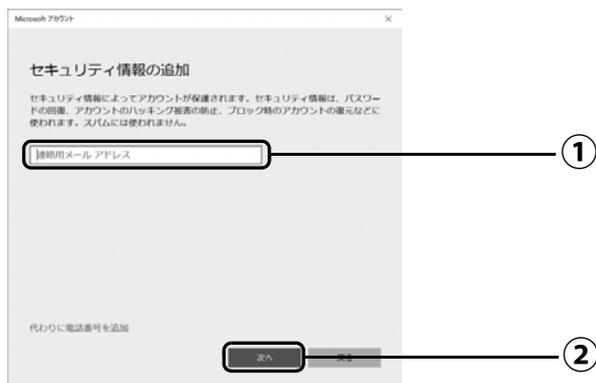 Microsoft アカウント
セキュリティ情報の追加
セキュリティ情報によってアカウントが保護されます。セキュリティ情報は、パスワー
ドの回復、アカウントのハッキング被害の防止、ブロック時のアカウントの復元などに
使われます。スパムには使われません。
連絡用メール アドレス
①
代わりに電話番号を追加
次へ
戻る
②